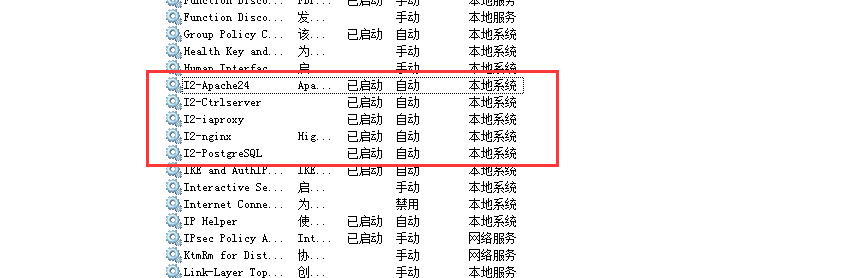 Function Disco... FDP... 已启动 手动 本地服务
Function Disco... 发... 手动 本地服务
Group Policy C... 该... 已启动 自动 本地系统
Health Key and... 为... 手动 本地系统
Human Interfac... 启... 手动 本地系统
I2-Apache24 Apa... 已启动 自动 本地系统
I2-Ctrlserver 已启动 自动 本地系统
I2-iaproxy 已启动 自动 本地系统
I2-nginx Hig... 已启动 自动 本地系统
I2-PostgreSQL 已启动 自动 本地系统
IKE and AuthIP... IKE... 已启动 自动 本地系统
Interactive Se... 启... 手动 本地系统
Internet Conne... 为... 禁用 本地系统
IP Helper 使... 已启动 自动 本地系统
IPsec Policy A... Int... 已启动 手动 网络服务
KtmRm for Dist... 协... 手动 网络服务
Link-Layer Top... 创... 手动 本地服务